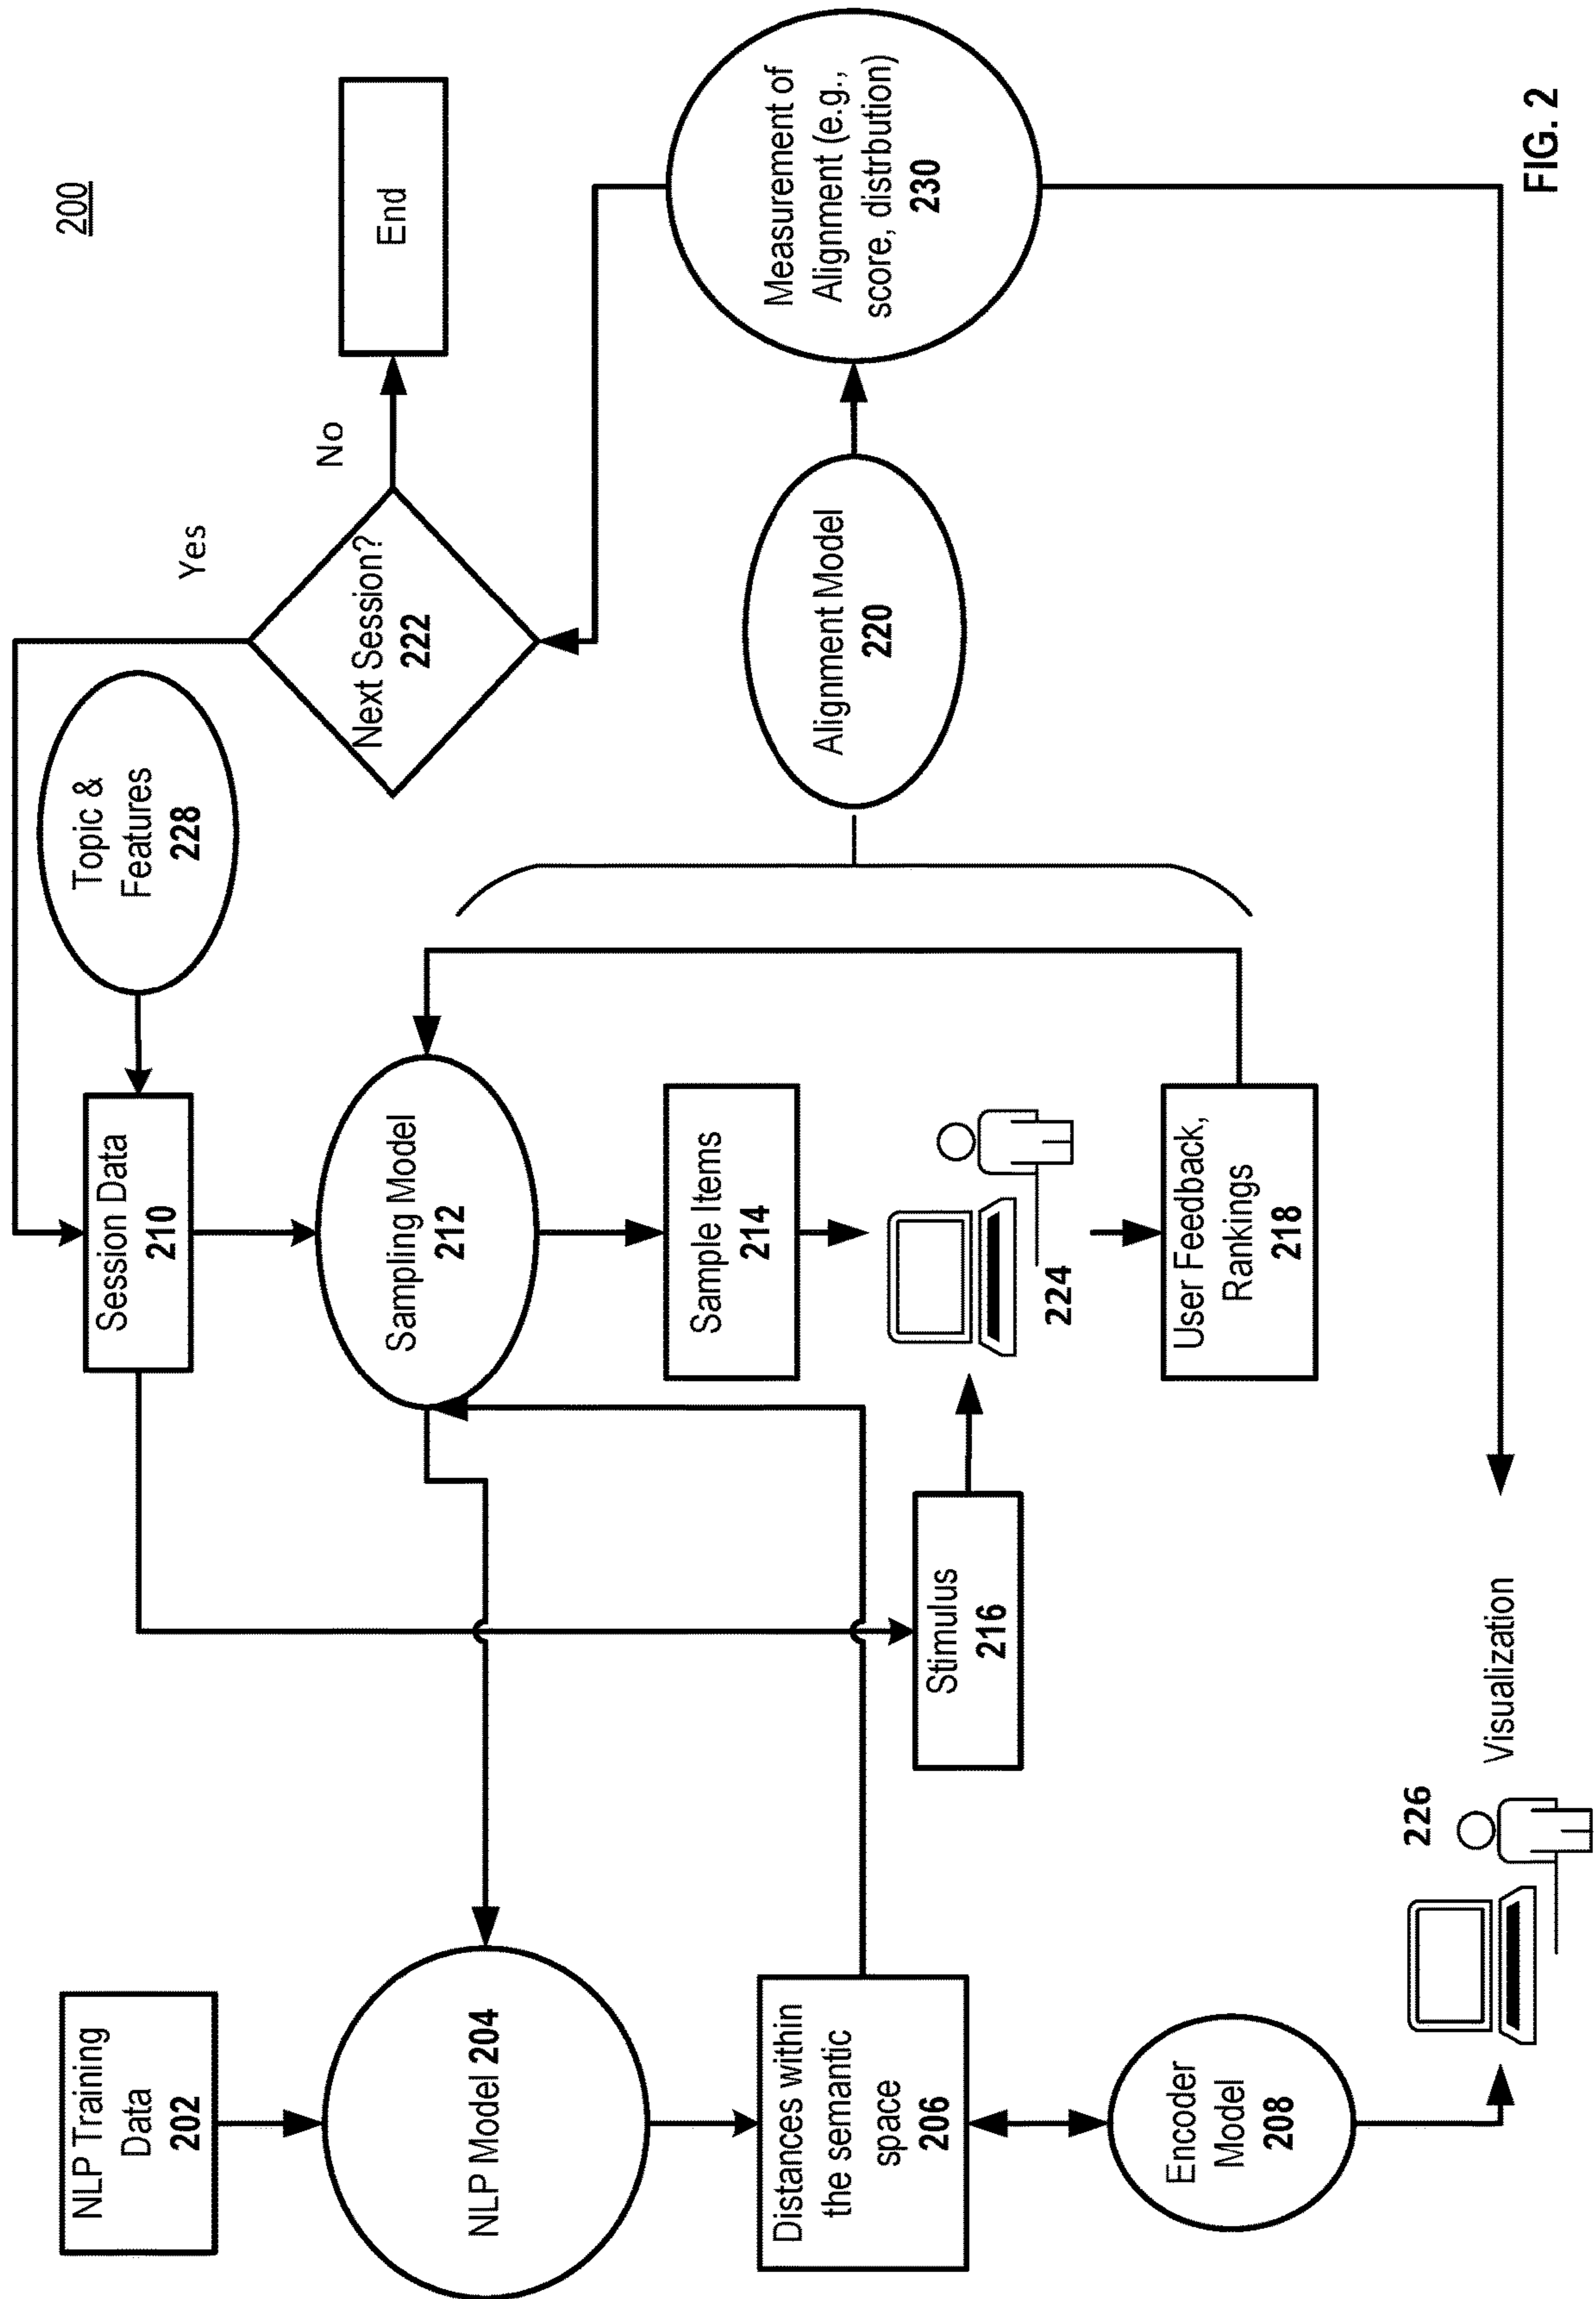 200
NLP Training
Data
202
NLP Model 204
Distances within
the semantic
space
206
Encoder
Model
208
226
Visualization
Stimulus
216
Session Data
210
Sampling Model
212
Sample Items
214
224
User Feedback,
Rankings
218
Topic &
Features
228
Yes
Next Session?
222
No
End
Alignment Model
220
Measurement of
Alignment (e.g.,
score, distrbution)
230
FIG. 2